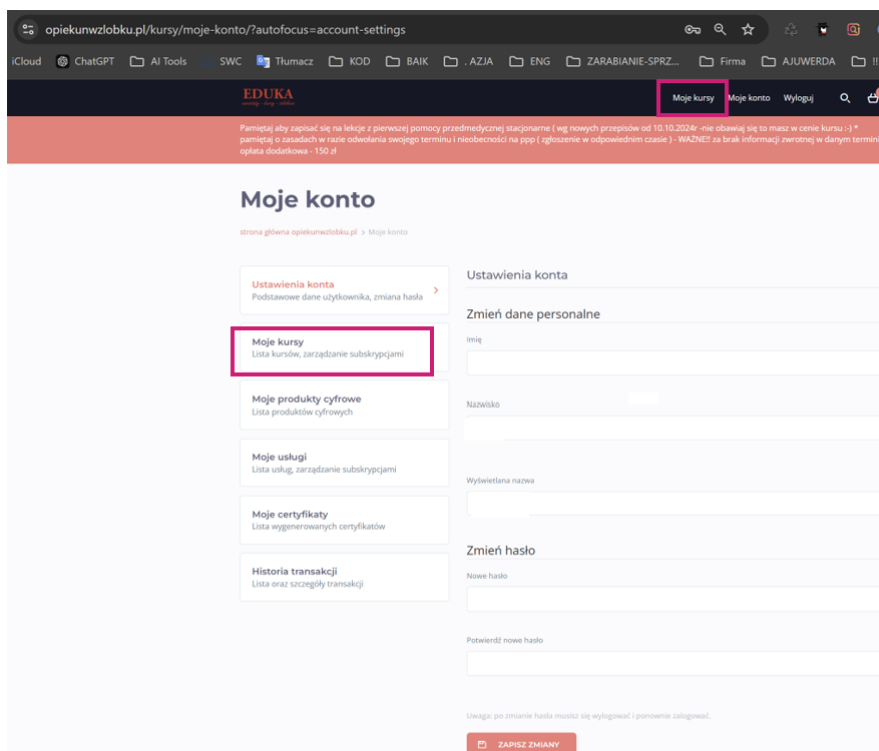 opiekunwzlobku.pl/kursy/moje-konto/?autofocus=account-settings
iCloud ChatGPT AI Tools SWC Tłumacz KOD BAIK . AZJA ENG ZARABIANIE-SPRZ... Firma AJUWERDA !!
EDUKA
Moje kursy Moje konto Wyloguj
Pamiętaj aby zapisać się na lekcje z pierwszej pomocy przedmedycznej stacjonarne ( wg nowych przepisów od 10.10.2024r -nie obawiaj się to masz w cenie kursu :-) *
pamiętaj o zasadach w razie odwołania swojego terminu i nieobecności na ppp ( zgłoszenie w odpowiednim czasie ) - WAŻNE!! za brak informacji zwrotnej w danym termini
opłata dodatkowa - 150 zł
Moje konto
strona główna opiekunwzlobku.pl > Moje konto
Ustawienia konta
Podstawowe dane użytkownika, zmiana hasła
Moje kursy
Lista kursów, zarządzanie subskrypcjami
Moje produkty cyfrowe
Lista produktów cyfrowych
Moje usługi
Lista usług, zarządzanie subskrypcjami
Moje certyfikaty
Lista wygenerowanych certyfikatów
Historia transakcji
Lista oraz szczegóły transakcji
Ustawienia konta
Zmień dane personalne
Imię
Nazwisko
Wyświetlana nazwa
Zmień hasło
Nowe hasło
Potwierdź nowe hasło
Uwaga: po zmianie hasła musisz się wylogować i ponownie zalogować.
ZAPISZ ZMIANY